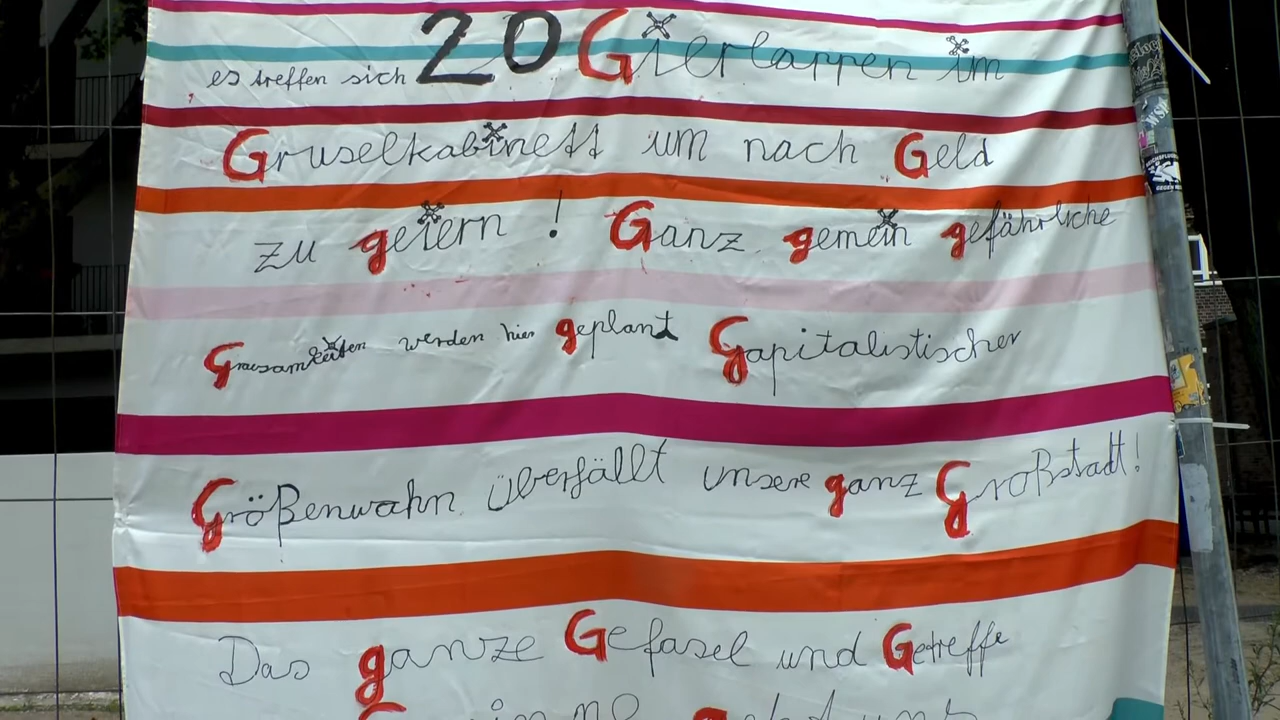 es treffen sich 20 Gierlappen im
Gruselkabinett um nach Geld
zu geiern! Ganz gemein gefährliche
Grausamkeiten werden hier geplant Gapitalistischer
Größenwahn überfällt unsere ganz Großstadt!
Das ganze Gefasel und Getreffe